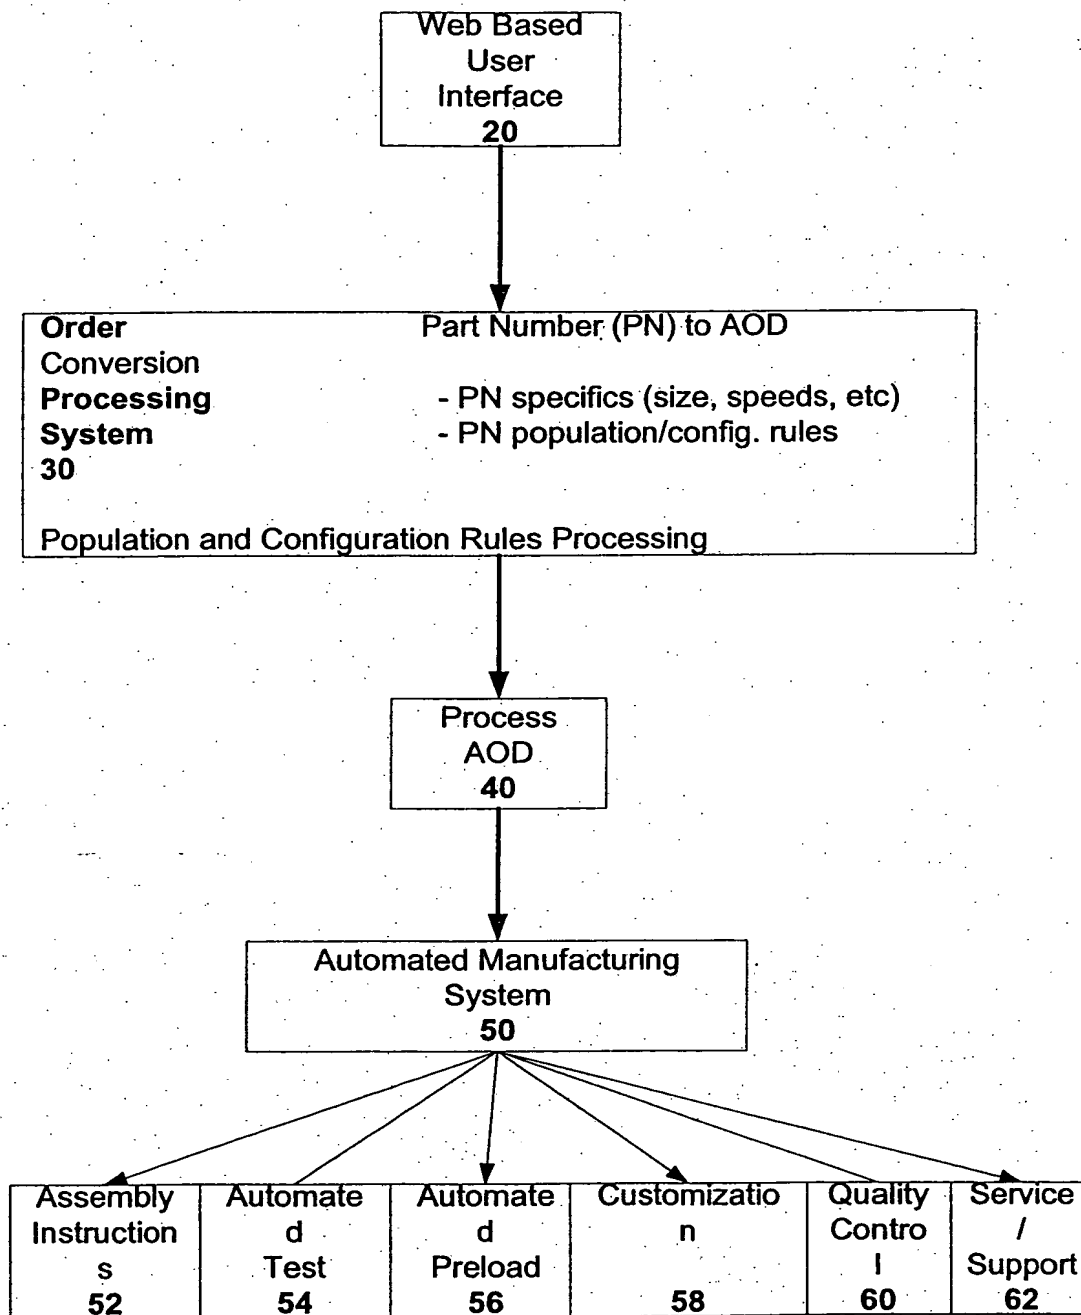 Web Based
User
Interface
20
Order Part Number (PN) to AOD
Conversion
Processing - PN specifics (size, speeds, etc)
System - PN population/config. rules
30
Population and Configuration Rules Processing
Process
AOD
40
Automated Manufacturing
System
50
Assembly
Instruction
s
52
Automate
d
Test
54
Automate
d
Preload
56
Customizatio
n
58
Quality
Contro
l
60
Service
/
Support
62